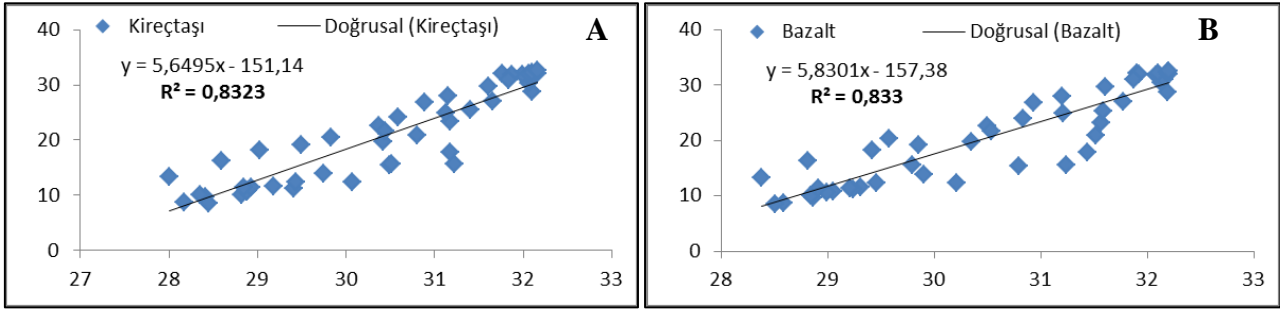 Kireçtaşı Doğrusal (Kireçtaşı) A
y = 5,6495x - 151,14
R² = 0,8323
40
30
20
10
0
27 28 29 30 31 32 33
Bazalt Doğrusal (Bazalt) B
y = 5,8301x - 157,38
R² = 0,833
40
30
20
10
0
28 29 30 31 32 33